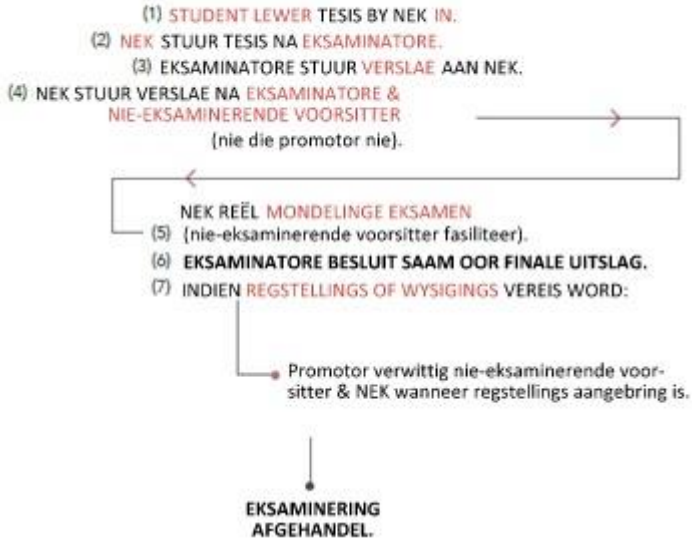 (1) STUDENT LEWER TESIS BY NEK IN.
(2) NEK STUUR TESIS NA EKSAMINATORE.
(3) EKSAMINATORE STUUR VERSLAE AAN NEK.
(4) NEK STUUR VERSLAE NA EKSAMINATORE &
NIE-EKSAMINERENDE VOORSITTER
(nie die promotor nie).
NEK REËL MONDELINGE EKSAMEN
(5) (nie-eksaminerende voorsitter fasiliteer).
(6) EKSAMINATORE BESLUIT SAAM OOR FINALE UITSLAG.
(7) INDIEN REGSTELLINGS OF WYSIGINGS VEREIS WORD:
Promotor verwittig nie-eksaminerende voor-
sitter & NEK wanneer regstellings aangebring is.
EKSAMINERING
AFGEHANDEL.